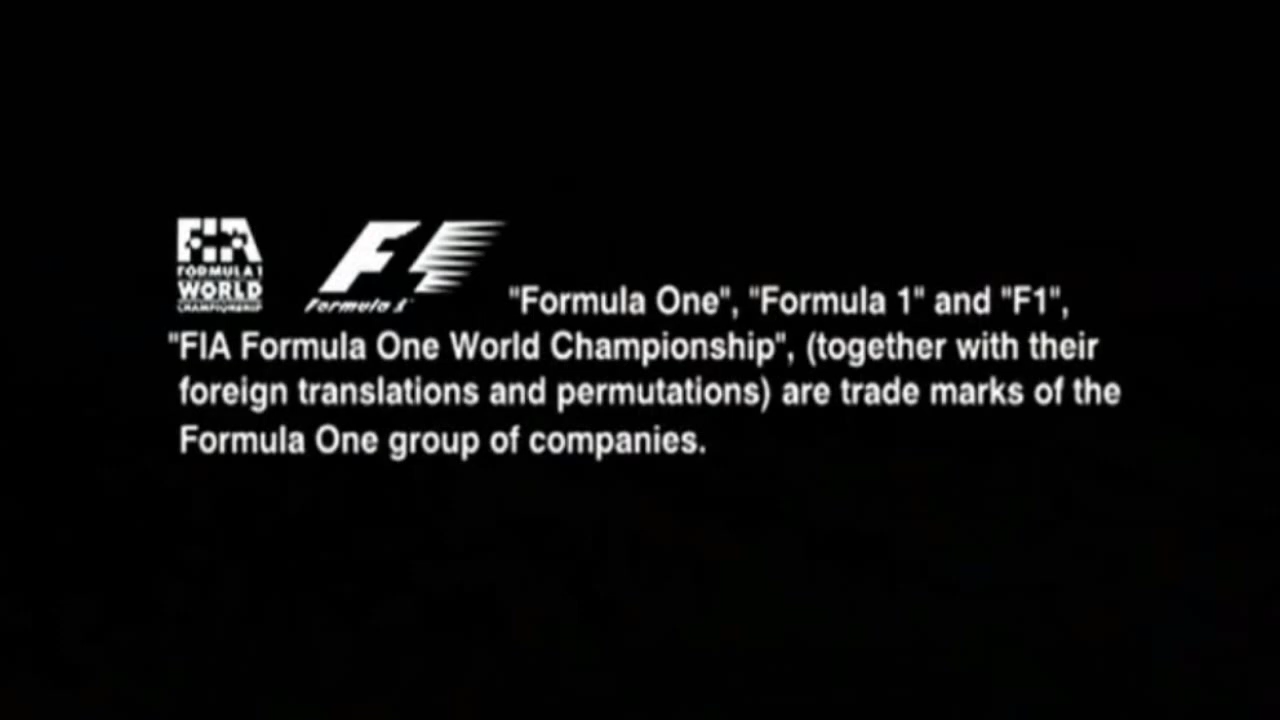 FIA
FORMULA 1
WORLD
CHAMPIONSHIP
F1
Formula 1
"Formula One", "Formula 1" and "F1",
"FIA Formula One World Championship", (together with their
foreign translations and permutations) are trade marks of the
Formula One group of companies.